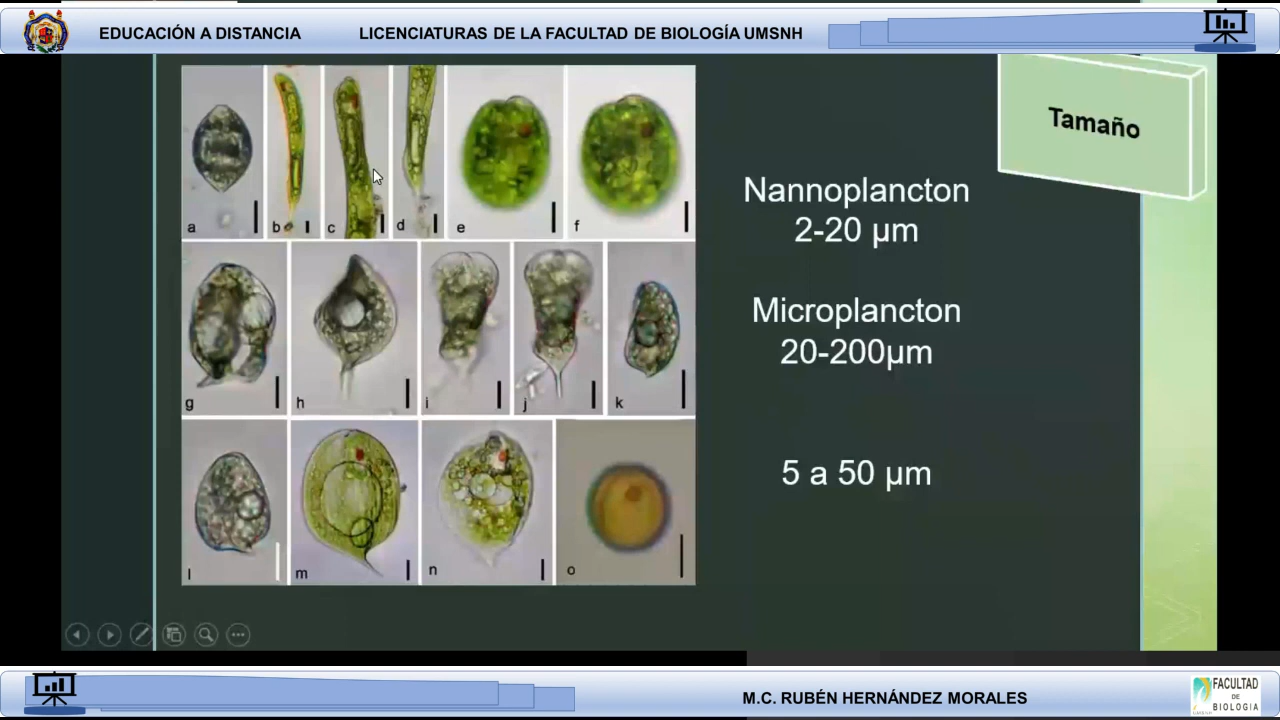 EDUCACIÓN A DISTANCIA LICENCIATURAS DE LA FACULTAD DE BIOLOGÍA UMSNH
Tamaño
a b c d e f
g h i j k
l m n o
Nannoplancton
2-20 µm
Microplancton
20-200µm
5 a 50 µm
M.C. RUBÉN HERNÁNDEZ MORALES
FACULTAD
DE
BIOLOGIA